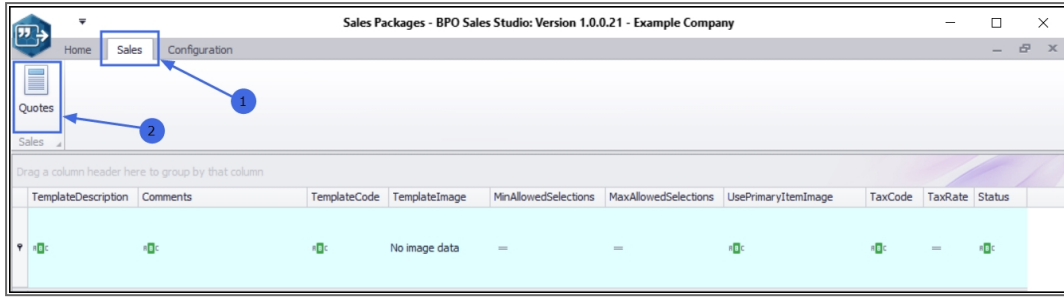 Sales Packages - BPO Sales Studio: Version 1.0.0.21 - Example Company
Home Sales Configuration
1
Quotes
2
Sales
Drag a column header here to group by that column
TemplateDescription Comments TemplateCode TemplateImage MinAllowedSelections MaxAllowedSelections UsePrimaryItemImage TaxCode TaxRate Status
No image data = = =